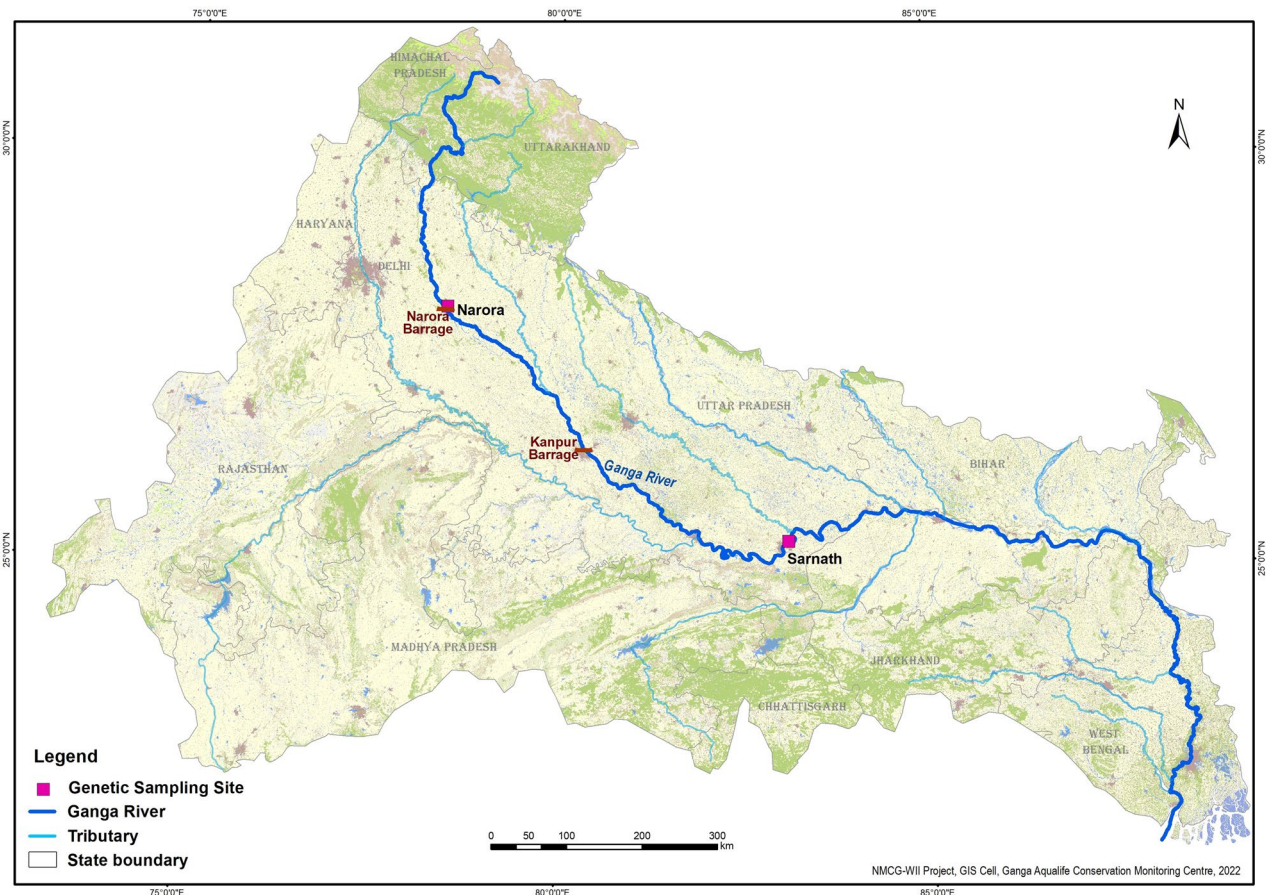 75°0'0"E 80°0'0"E 85°0'0"E
30°0'0"N
30°0'0"N
25°0'0"N
25°0'0"N
HIMACHAL
PRADESH
N
UTTARAKHAND
HARYANA
DELHI
Narora
Narora
Barrage
UTTAR PRADESH
Kanpur
Barrage
Ganga River
RAJASTHAN
BIHAR
Sarnath
MADHYA PRADESH
JHARKHAND
CHHATTISGARH
WEST
BENGAL
Legend
Genetic Sampling Site
Ganga River
Tributary
State boundary
0 50 100 200 300
km
NMCG-WII Project, GIS Cell, Ganga Aqualife Conservation Monitoring Centre, 2022
75°0'0"E 80°0'0"E 85°0'0"E